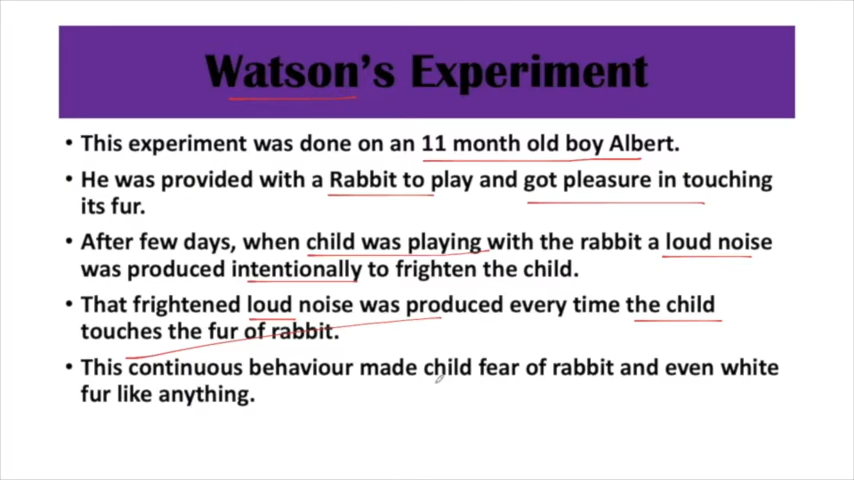 Watson's Experiment
• This experiment was done on an 11 month old boy Albert.
• He was provided with a Rabbit to play and got pleasure in touching
its fur.
• After few days, when child was playing with the rabbit a loud noise
was produced intentionally to frighten the child.
• That frightened loud noise was produced every time the child
touches the fur of rabbit.
• This continuous behaviour made child fear of rabbit and even white
fur like anything.